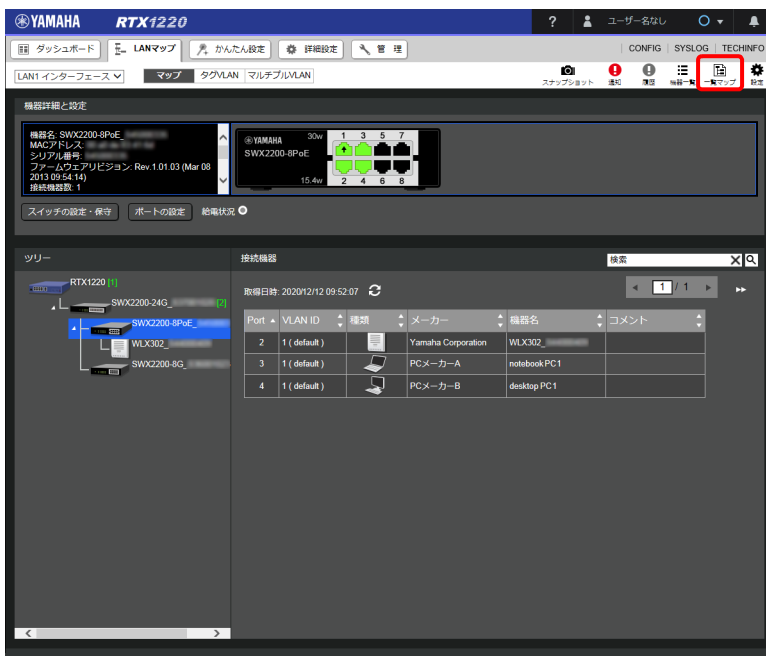 YAMAHA RTX1220 ? ユーザー名なし
ダッシュボード LANマップ かんたん設定 詳細設定 管 理 CONFIG SYSLOG TECHINFO
LAN1 インターフェース マップ タグVLAN マルチプルVLAN スナップショット 通知 履歴 機器一覧 一覧マップ 設定
機器詳細と設定
機器名: SWX2200-8PoE_
MACアドレス:
シリアル番号:
ファームウェアリビジョン: Rev.1.01.03 (Mar 08
2013 09:54:14)
接続機器数: 1
YAMAHA 30w 1 3 5 7
SWX2200-8PoE
15.4w 2 4 6 8
スイッチの設定・保守 ポートの設定 給電状況
ツリー
RTX1220 [1]
SWX2200-24G_ [2]
SWX2200-8PoE_
WLX302_
SWX2200-8G_
接続機器 検索
取得日時: 2020/12/12 09:52:07 1 / 1
Port VLAN ID 種類 メーカー 機器名 コメント
2 1 ( default ) Yamaha Corporation WLX302_
3 1 ( default ) PCメーカーA notebook PC1
4 1 ( default ) PCメーカーB desktop PC1